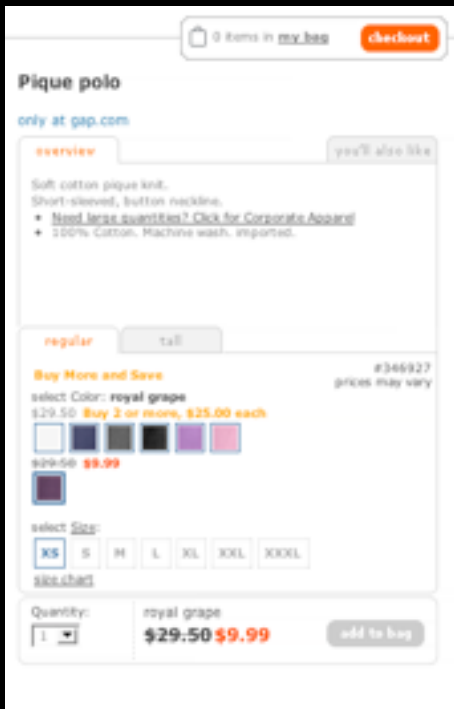 0 items in my bag
checkout
Pique polo
only at gap.com
overview
you'll also like
Soft cotton pique knit.
Short-sleeved, button neckline.
• Need large quantities? Click for Corporate Apparel
• 100% Cotton. Machine wash. Imported.
regular
tall
Buy More and Save
#346927
prices may vary
select Color: royal grape
$29.50 Buy 2 or more, $25.00 each
$29.50 $9.99
select Size:
XS S M L XL XXL XXXL
size chart
Quantity:
1
royal grape
$29.50 $9.99
add to bag